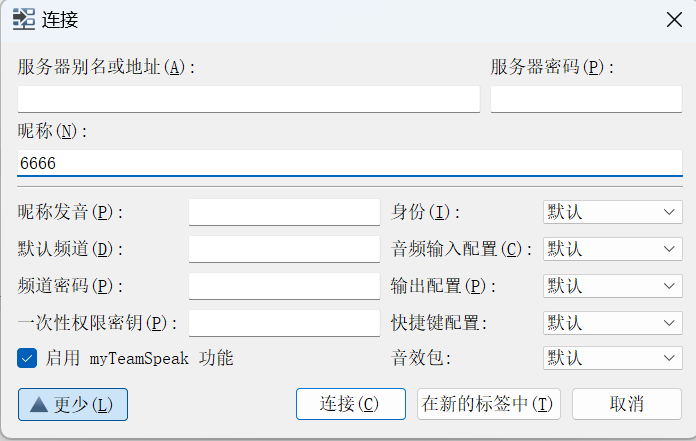 连接
服务器别名或地址(A): 服务器密码(P):
昵称(N):
6666
昵称发音(P): 身份(I): 默认
默认频道(D): 音频输入配置(C): 默认
频道密码(P): 输出配置(P): 默认
一次性权限密钥(P): 快捷键配置: 默认
启用 myTeamSpeak 功能 音效包: 默认
更少(L) 连接(C) 在新的标签中(T) 取消